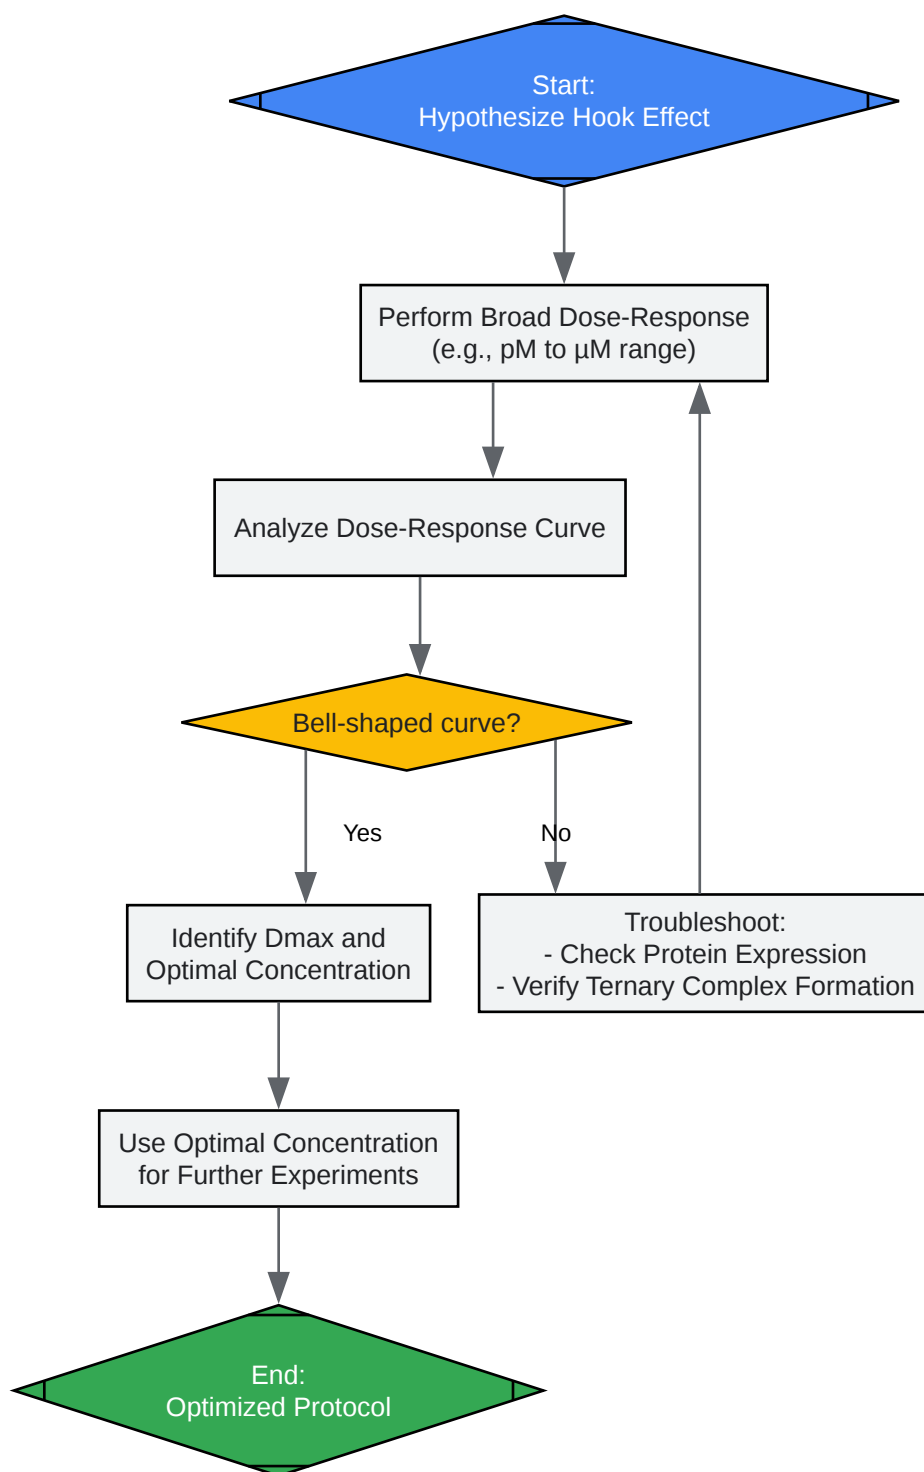 Start:
Hypothesize Hook Effect
Perform Broad Dose-Response
(e.g., pM to µM range)
Analyze Dose-Response Curve
Bell-shaped curve?
Yes
No
Identify Dmax and
Optimal Concentration
Troubleshoot:
- Check Protein Expression
- Verify Ternary Complex Formation
Use Optimal Concentration
for Further Experiments
End:
Optimized Protocol